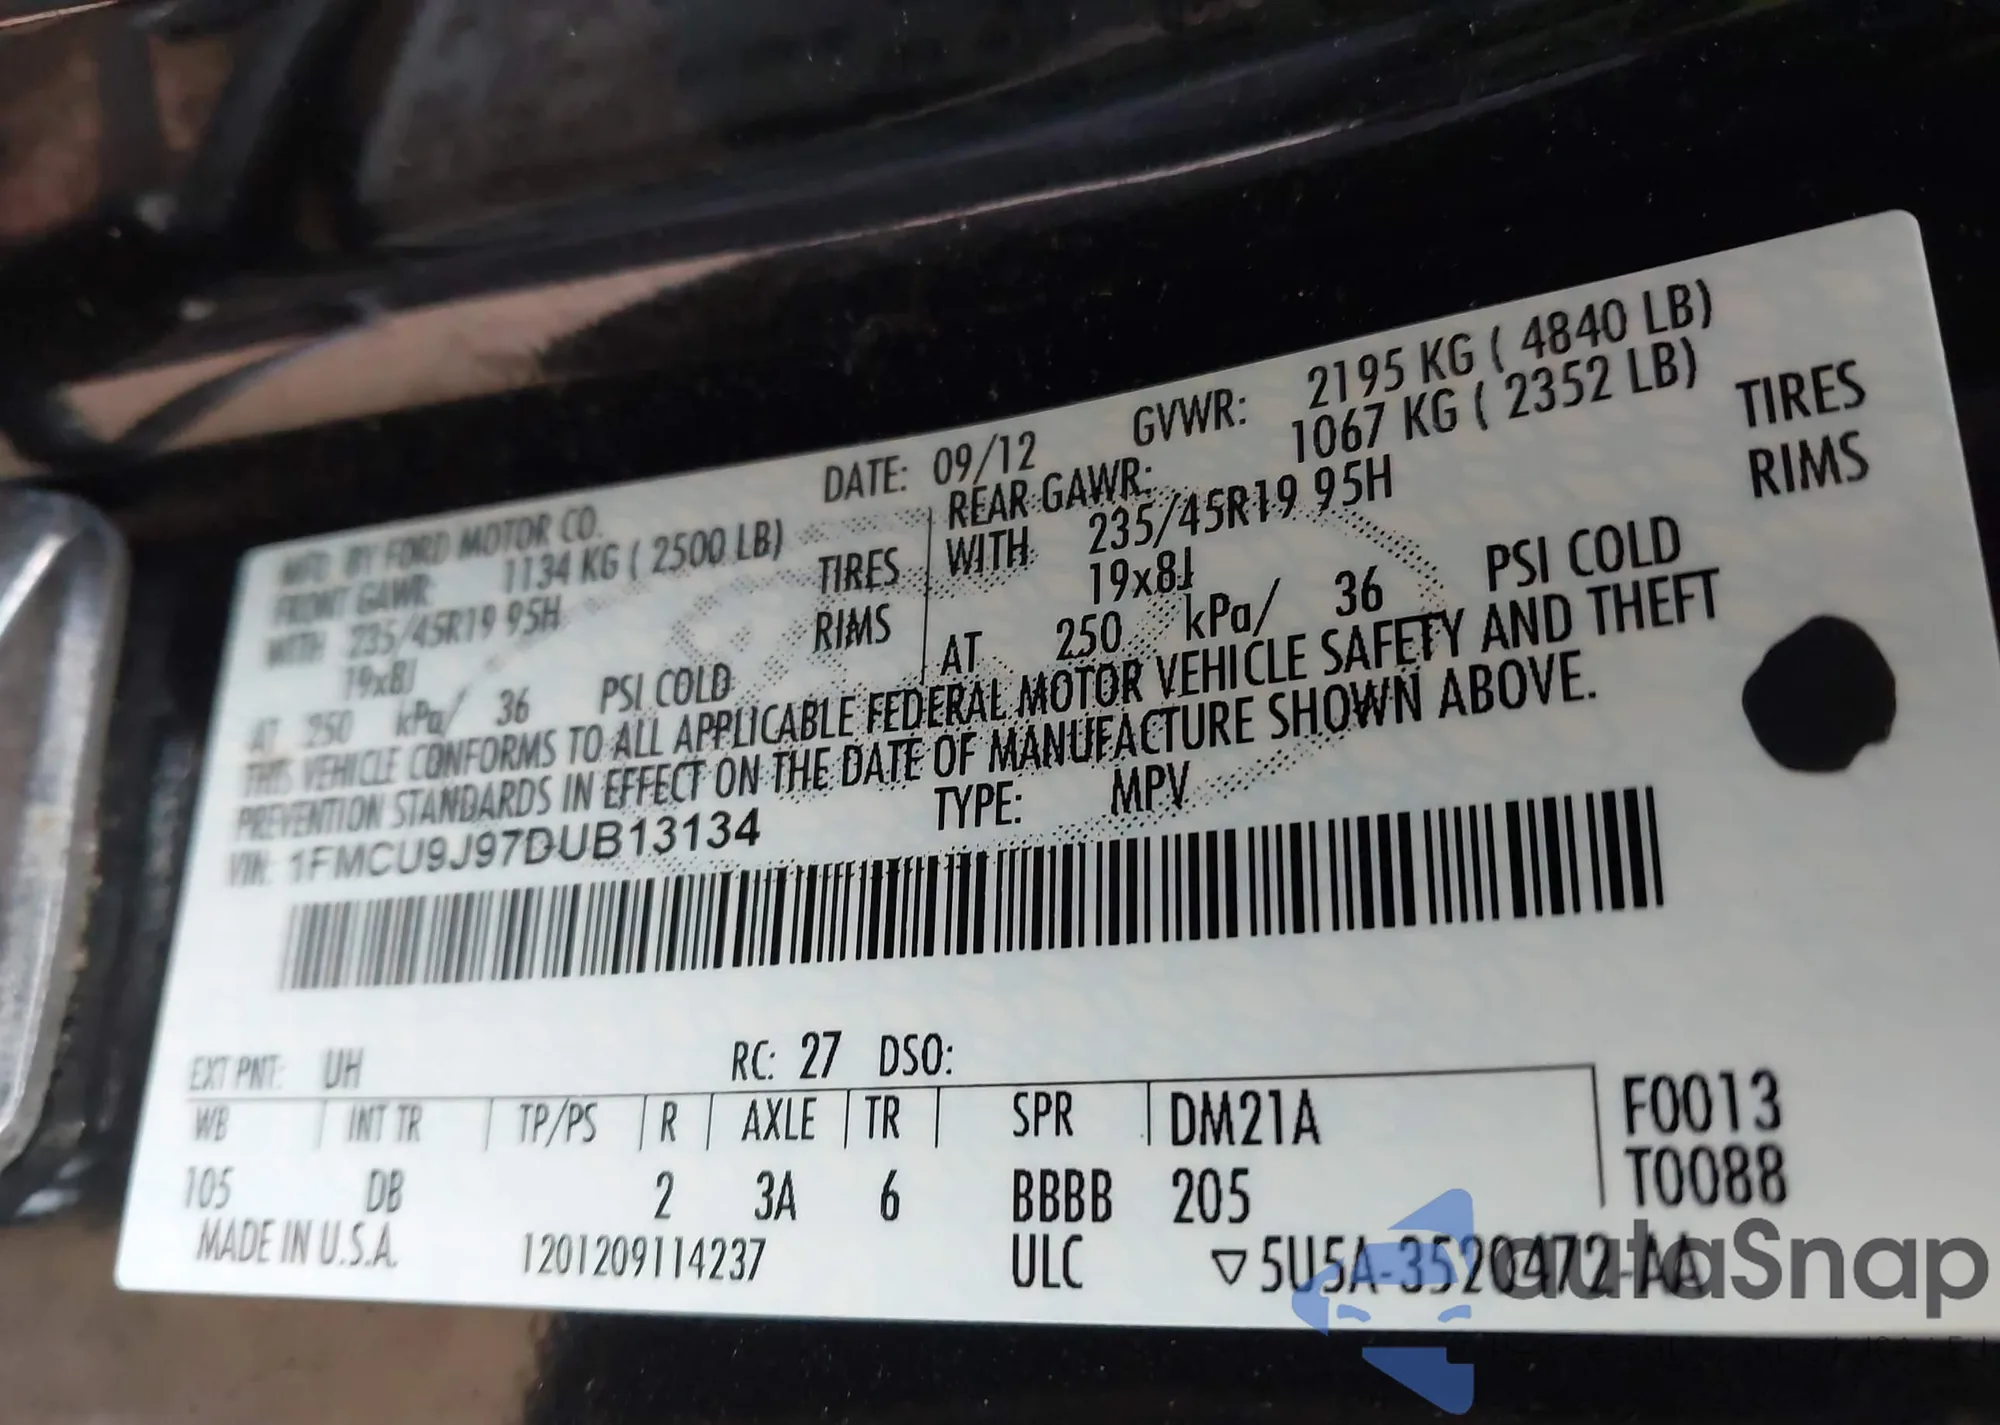 MFD. BY FORD MOTOR CO. DATE: 09/12 GVWR: 2195 KG ( 4840 LB)
FRONT GAWR: 1134 KG ( 2500 LB) REAR GAWR: 1067 KG ( 2352 LB)
WITH 235/45R19 95H TIRES WITH 235/45R19 95H TIRES
19x8J RIMS 19x8J RIMS
AT 250 kPa/ 36 PSI COLD AT 250 kPa/ 36 PSI COLD
THIS VEHICLE CONFORMS TO ALL APPLICABLE FEDERAL MOTOR VEHICLE SAFETY AND THEFT
PREVENTION STANDARDS IN EFFECT ON THE DATE OF MANUFACTURE SHOWN ABOVE.
VIN: 1FMCU9J97DUB13134 TYPE: MPV
EXT PNT: UH RC: 27 DSO:
WB INT TR TP/PS R AXLE TR SPR DM21A F0013
105 DB 2 3A 6 BBBB 205 T0088
MADE IN U.S.A. 1201209114237 ULC ▽5U5A-3520472-AA
autaSnap